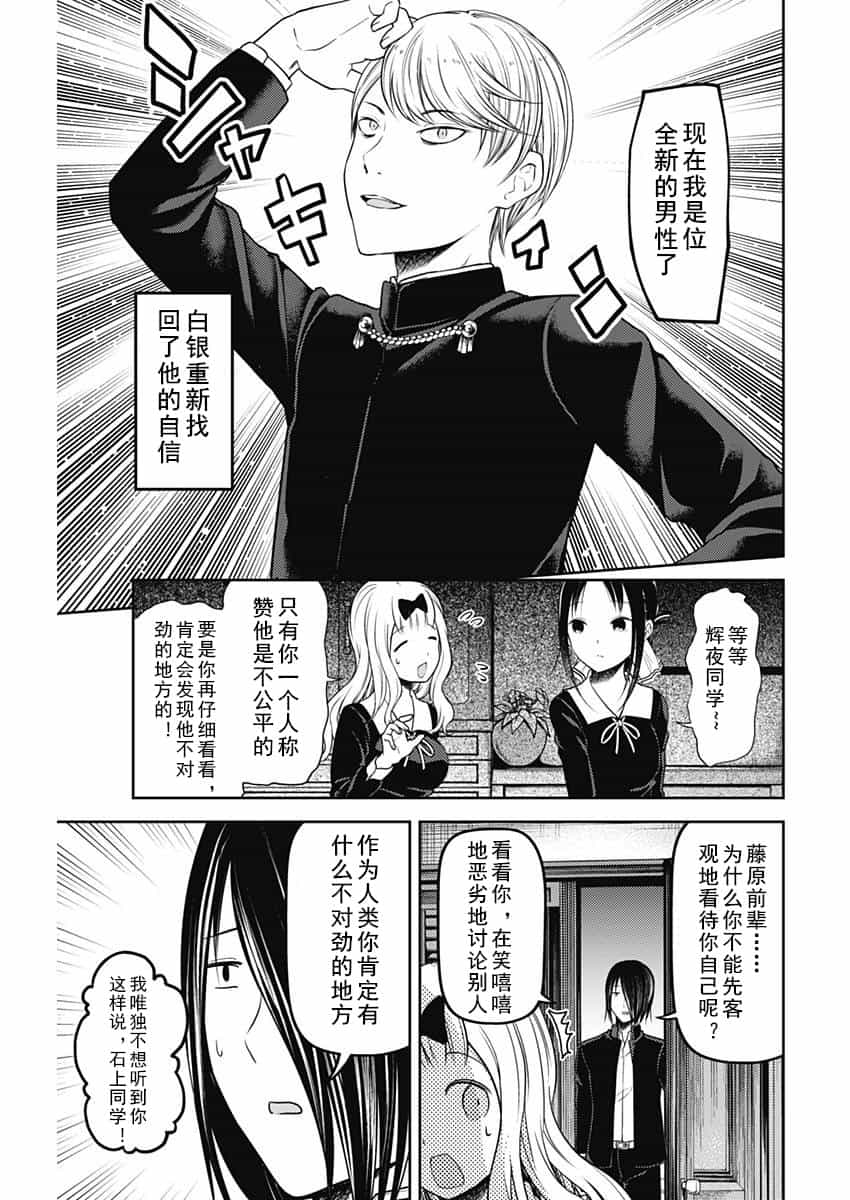 现在我是位
全新的男性了
シャキーン!!
白银重新找
回了他的自信
等等
辉夜同学~
只有你一个人称
赞他是不公平的
要是你再仔细看看，
肯定会发现他不对
劲的地方的！
藤原前辈……
为什么你不能先客
观地看待你自己呢？
看看你，在笑嘻嘻
地恶劣地讨论别人
作为人类你肯定有
什么不对劲的地方
我唯独不想听到你
这样说，石上同学！